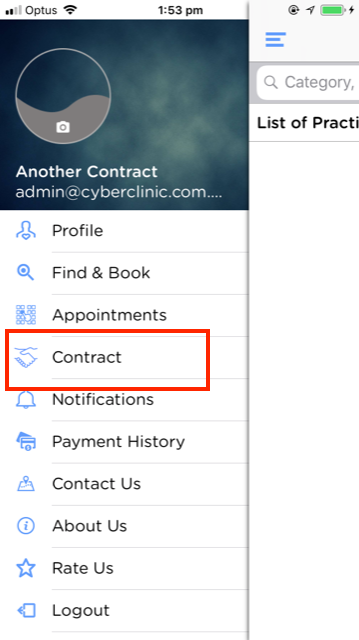 Optus 1:53 pm
Category,
List of Practi
Another Contract
admin@cyberclinic.com....
Profile
Find & Book
Appointments
Contract
Notifications
Payment History
Contact Us
About Us
Rate Us
Logout